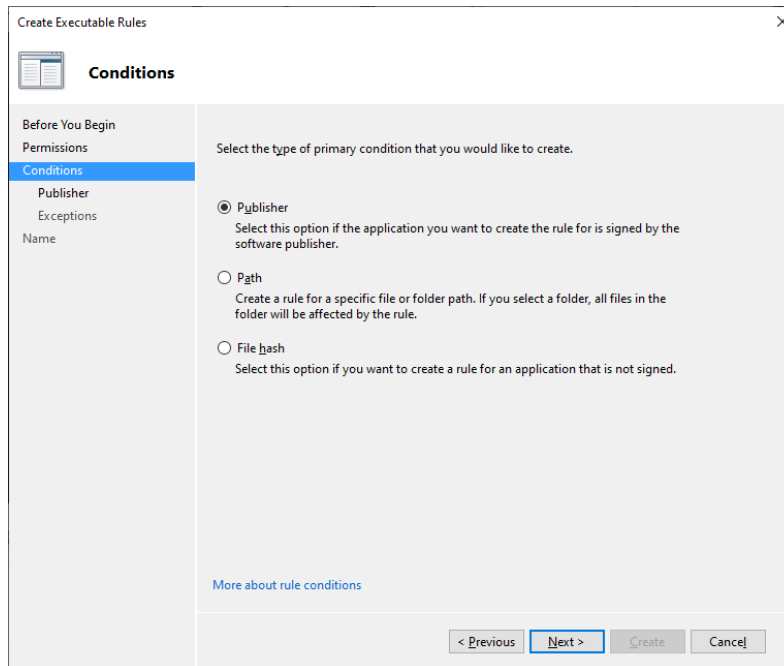 Create Executable Rules
Conditions
Before You Begin
Permissions
Conditions
Publisher
Exceptions
Name
Select the type of primary condition that you would like to create.
Publisher
Select this option if the application you want to create the rule for is signed by the
software publisher.
Path
Create a rule for a specific file or folder path. If you select a folder, all files in the
folder will be affected by the rule.
File hash
Select this option if you want to create a rule for an application that is not signed.
More about rule conditions
< Previous
Next >
Create
Cancel